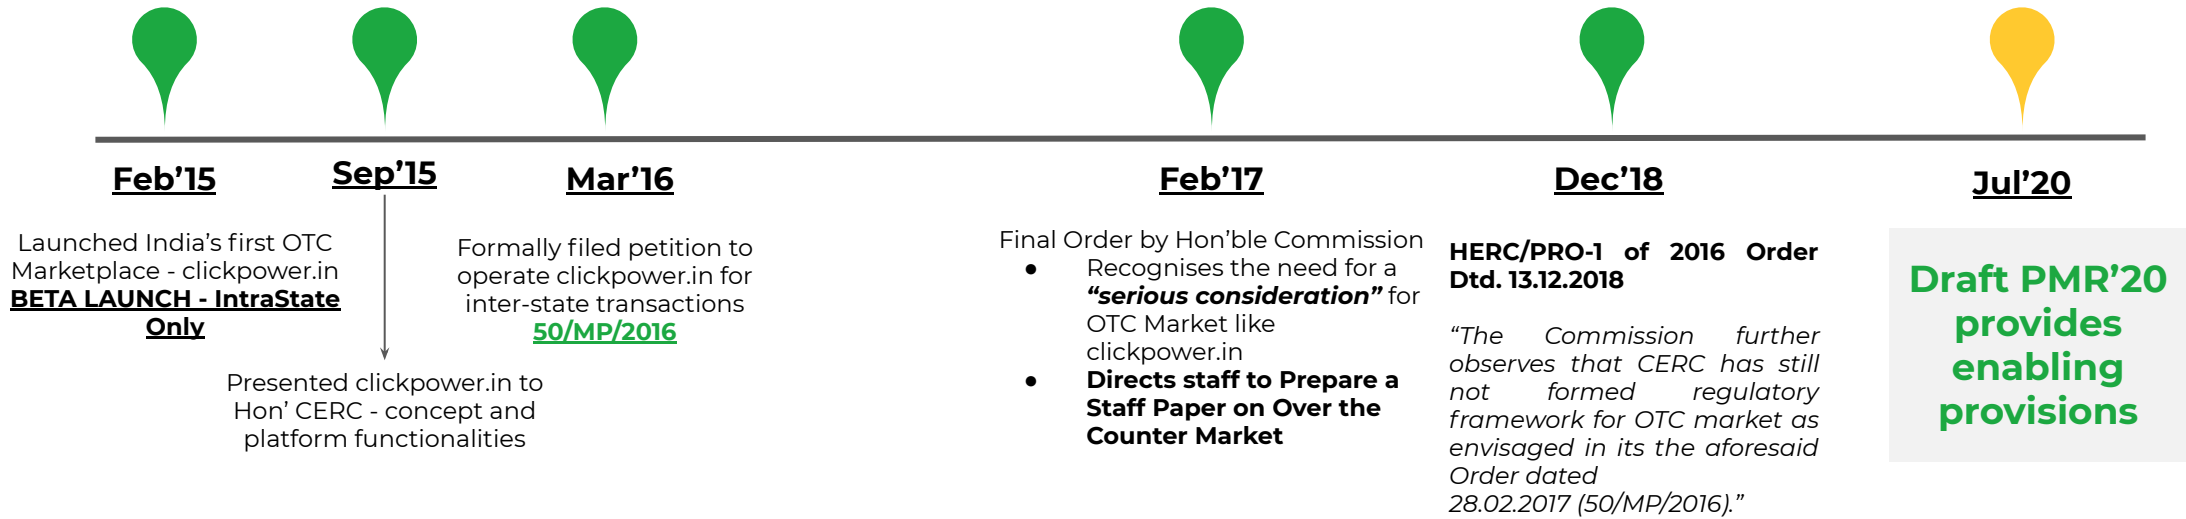 Feb’15
Launched India’s first OTC
Marketplace - clickpower.in
BETA LAUNCH - IntraState
Only
Sep’15
Presented clickpower.in to
Hon’ CERC - concept and
platform functionalities
Mar’16
Formally filed petition to
operate clickpower.in for
inter-state transactions
50/MP/2016
Feb’17
Final Order by Hon’ble Commission
● Recognises the need for a
“serious consideration” for
OTC Market like
clickpower.in
● Directs staff to Prepare a
Staff Paper on Over the
Counter Market
Dec’18
HERC/PRO-1 of 2016 Order
Dtd. 13.12.2018
“The Commission further
observes that CERC has still
not formed regulatory
framework for OTC market as
envisaged in its the aforesaid
Order dated
28.02.2017 (50/MP/2016).”
Jul’20
Draft PMR’20
provides
enabling
provisions